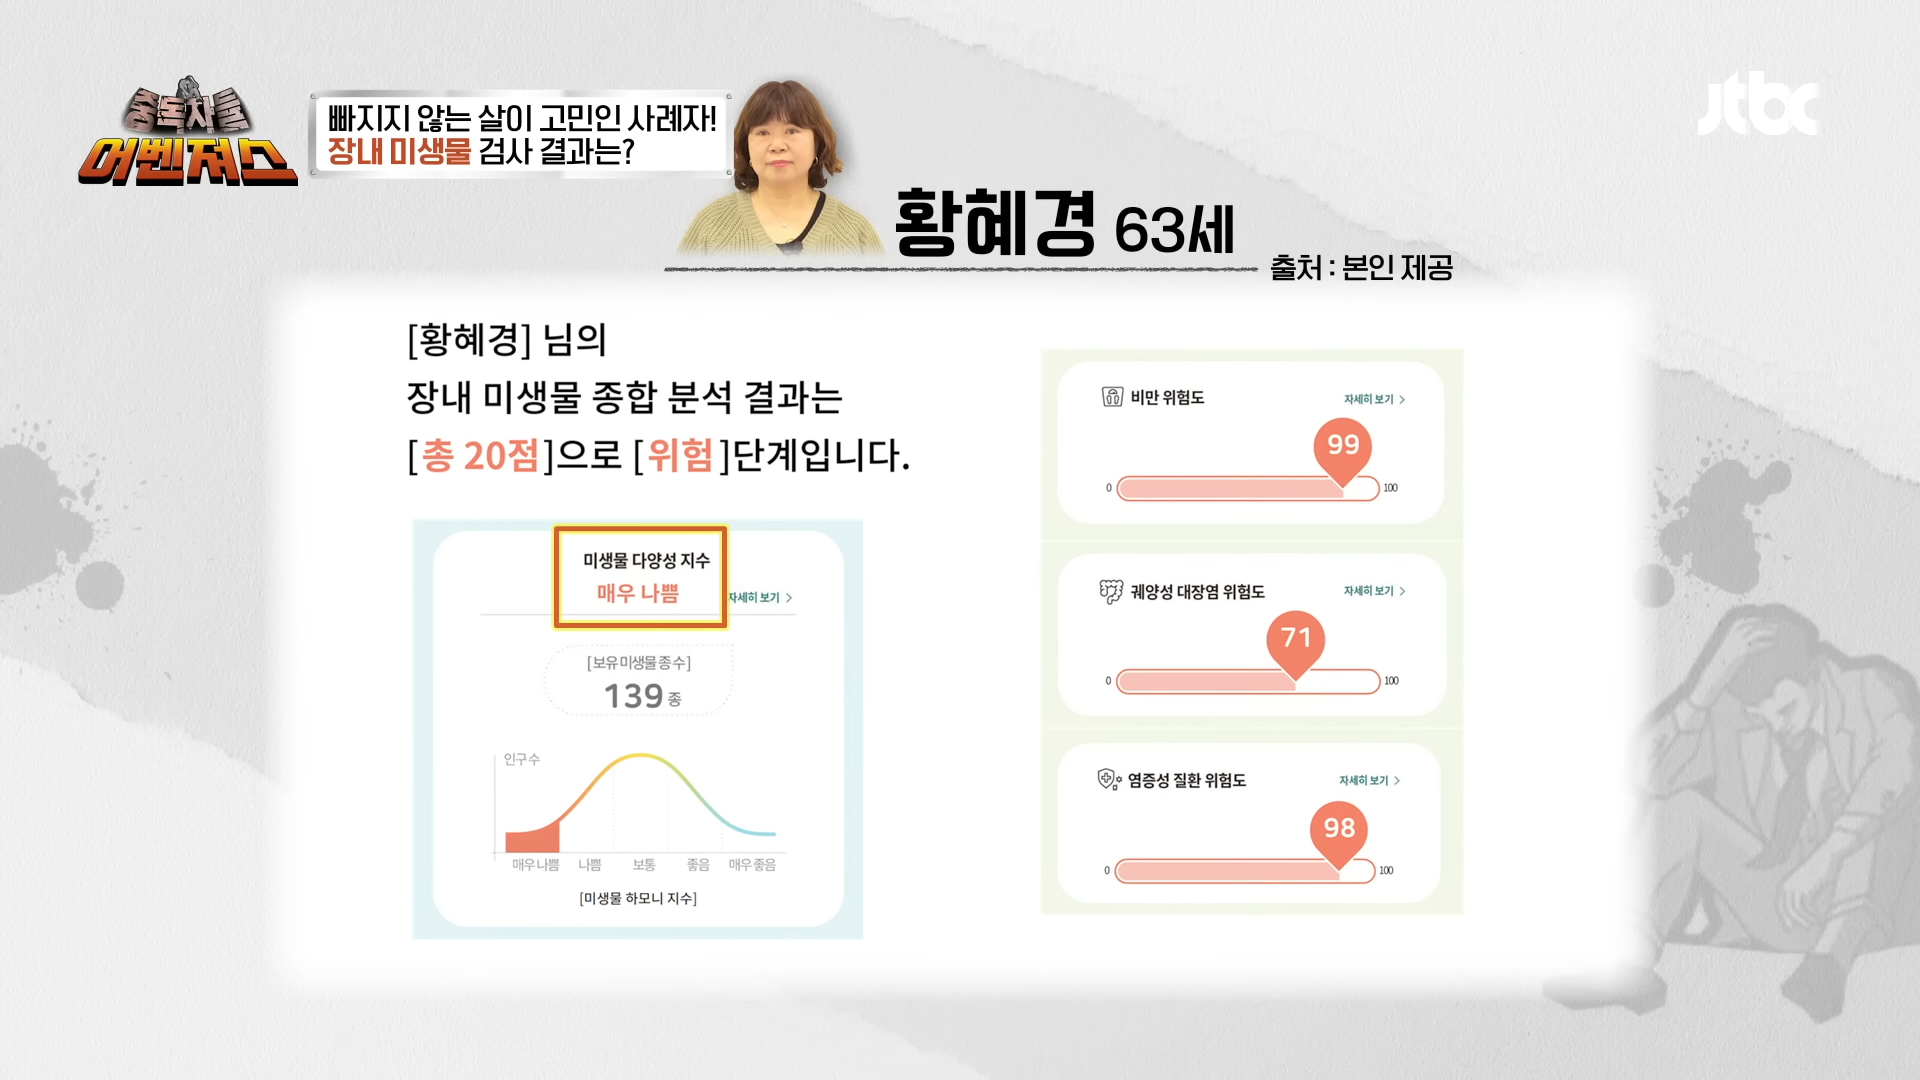 중독자들
어벤져스
빠지지 않는 살이 고민인 사례자!
장내 미생물 검사 결과는?
jtbc
황혜경 63세
출처 : 본인 제공
[황혜경] 님의
장내 미생물 종합 분석 결과는
[총 20점]으로 [위험]단계입니다.
미생물 다양성 지수
매우 나쁨
자세히 보기 >
[보유 미생물 종 수]
139 종
인구 수
매우 나쁨 나쁨 보통 좋음 매우 좋음
[미생물 하모니 지수]
비만 위험도 자세히 보기 >
99
0 100
궤양성 대장염 위험도 자세히 보기 >
71
0 100
염증성 질환 위험도 자세히 보기 >
98
0 100